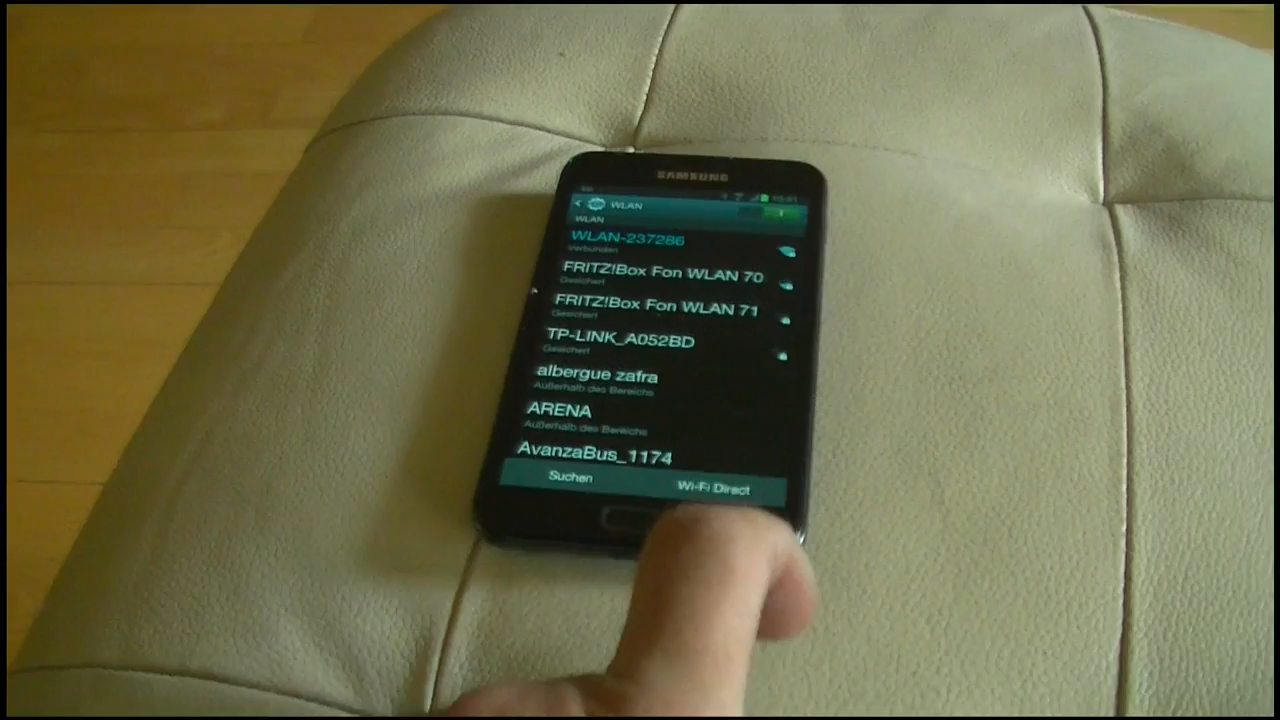 SAMSUNG
WLAN
WLAN
WLAN-237286
Verbunden
FRITZ!Box Fon WLAN 70
Gesichert
FRITZ!Box Fon WLAN 71
Gesichert
TP-LINK_A052BD
Gesichert
albergue zafra
Außerhalb des Bereichs
ARENA
Außerhalb des Bereichs
AvanzaBus_1174
Suchen Wi-Fi Direct